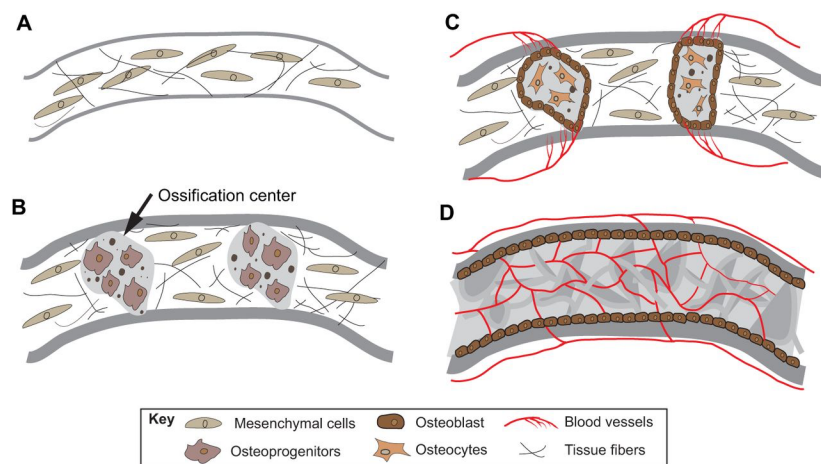 A
C
Ossification center
B
D
Key
Mesenchymal cells
Osteoblast
Blood vessels
Osteoprogenitors
Osteocytes
Tissue fibers